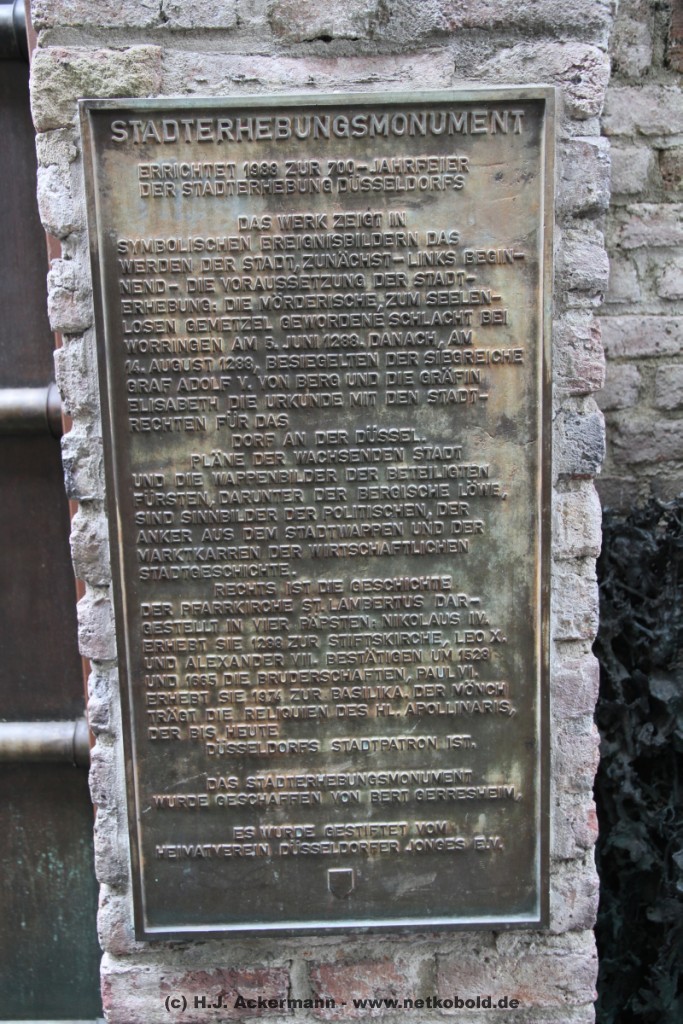 STADTERHEBUNGSMONUMENT
ERRICHTET 1988 ZUR 700-JAHRFEIER
DER STADTERHEBUNG DÜSSELDORFS
DAS WERK ZEIGT IN
SYMBOLISCHEN EREIGNISBILDERN DAS
WERDEN DER STADT, ZUNÄCHST-LINKS BEGIN-
NEND- DIE VORAUSSETZUNG DER STADT-
ERHEBUNG: DIE MÖRDERISCHE, ZUM SEELEN-
LOSEN GEMETZEL GEWORDENE SCHLACHT BEI
WORRINGEN AM 5. JUNI 1288. DANACH, AM
14. AUGUST 1288, BESIEGELTEN DER SIEGREICHE
GRAF ADOLF V. VON BERG UND DIE GRÄFIN
ELISABETH DIE URKUNDE MIT DEN STADT-
RECHTEN FÜR DAS
DORF AN DER DÜSSEL.
PLÄNE DER WACHSENDEN STADT
UND DIE WAPPENBILDER DER BETEILIGTEN
FÜRSTEN, DARUNTER DER BERGISCHE LÖWE,
SIND SINNBILDER DER POLITISCHEN, DER
ANKER AUS DEM STADTWAPPEN UND DER
MARKTKARREN DER WIRTSCHAFTLICHEN
STADTGESCHICHTE.
RECHTS IST DIE GESCHICHTE
DER PFARRKIRCHE ST. LAMBERTUS DAR-
GESTELLT IN VIER PÄPSTEN: NIKOLAUS IV.
ERHEBT SIE 1288 ZUR STIFTSKIRCHE, LEO X.
UND ALEXANDER VII. BESTÄTIGEN UM 1528
UND 1665 DIE BRUDERSCHAFTEN, PAUL VI.
ERHEBT SIE 1974 ZUR BASILIKA. DER MÖNCH
TRÄGT DIE RELIQUIEN DES HL. APOLLINARIS,
DER BIS HEUTE
DÜSSELDORFS STADTPATRON IST.
DAS STADTERHEBUNGSMONUMENT
WURDE GESCHAFFEN VON BERT GERRESHEIM,
ES WURDE GESTIFTET VOM
HEIMATVEREIN DÜSSELDORFER JONGES E.V.
(c) H.J. Ackermann - www.netkobold.de